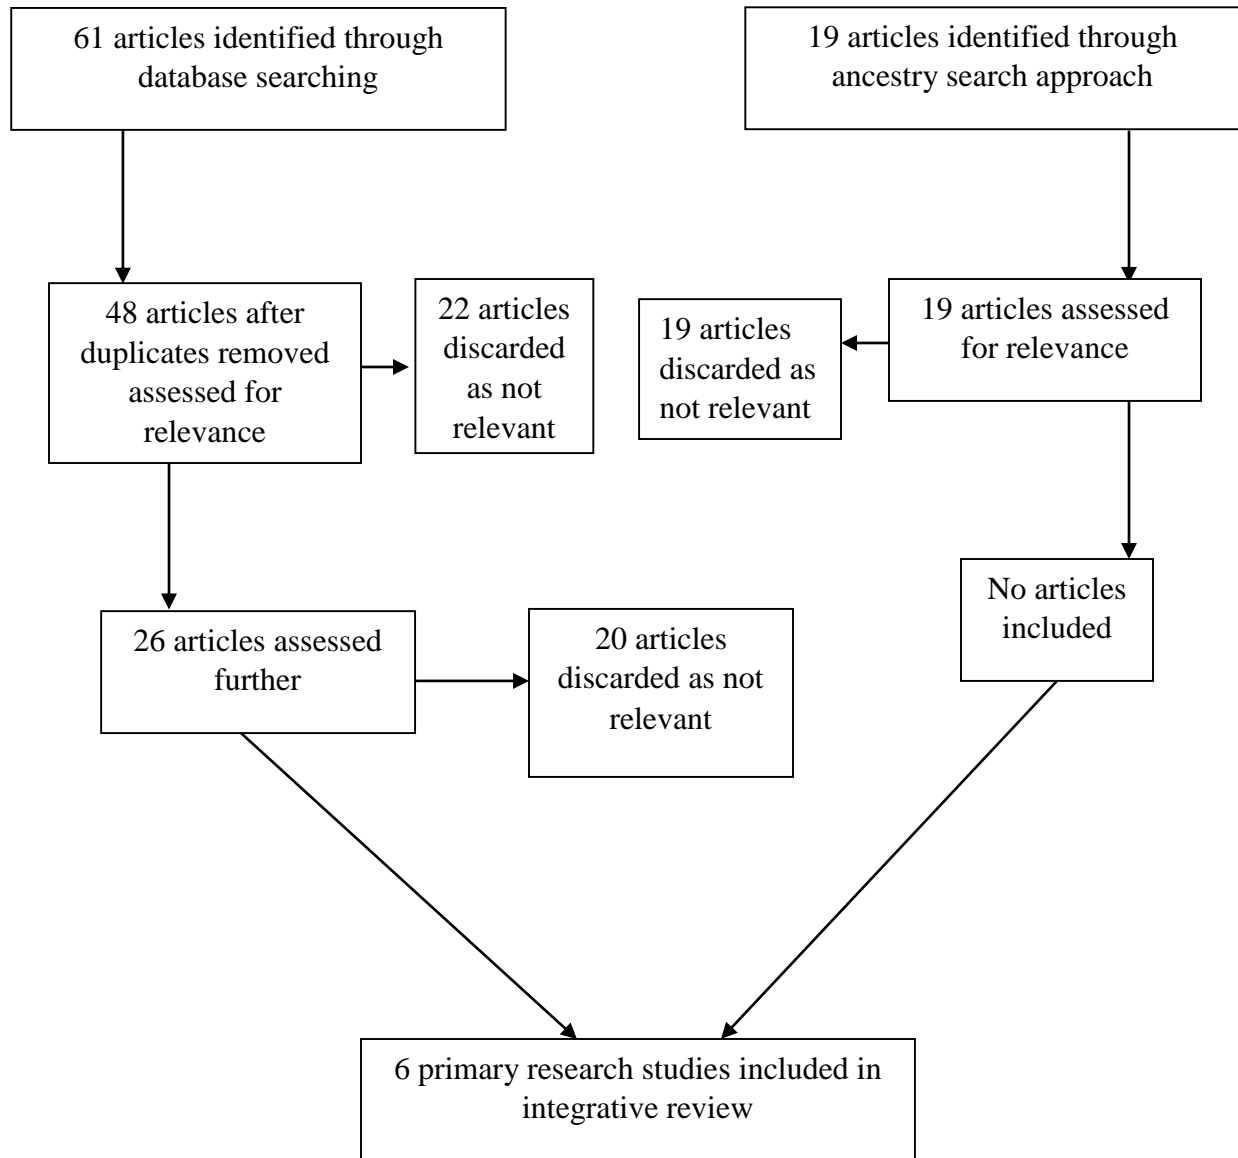 61 articles identified through
database searching
19 articles identified through
ancestry search approach
48 articles after
duplicates removed
assessed for
relevance
22 articles
discarded
as not
relevant
19 articles
discarded as
not relevant
19 articles assessed
for relevance
26 articles assessed
further
20 articles
discarded as not
relevant
No articles
included
6 primary research studies included in
integrative review